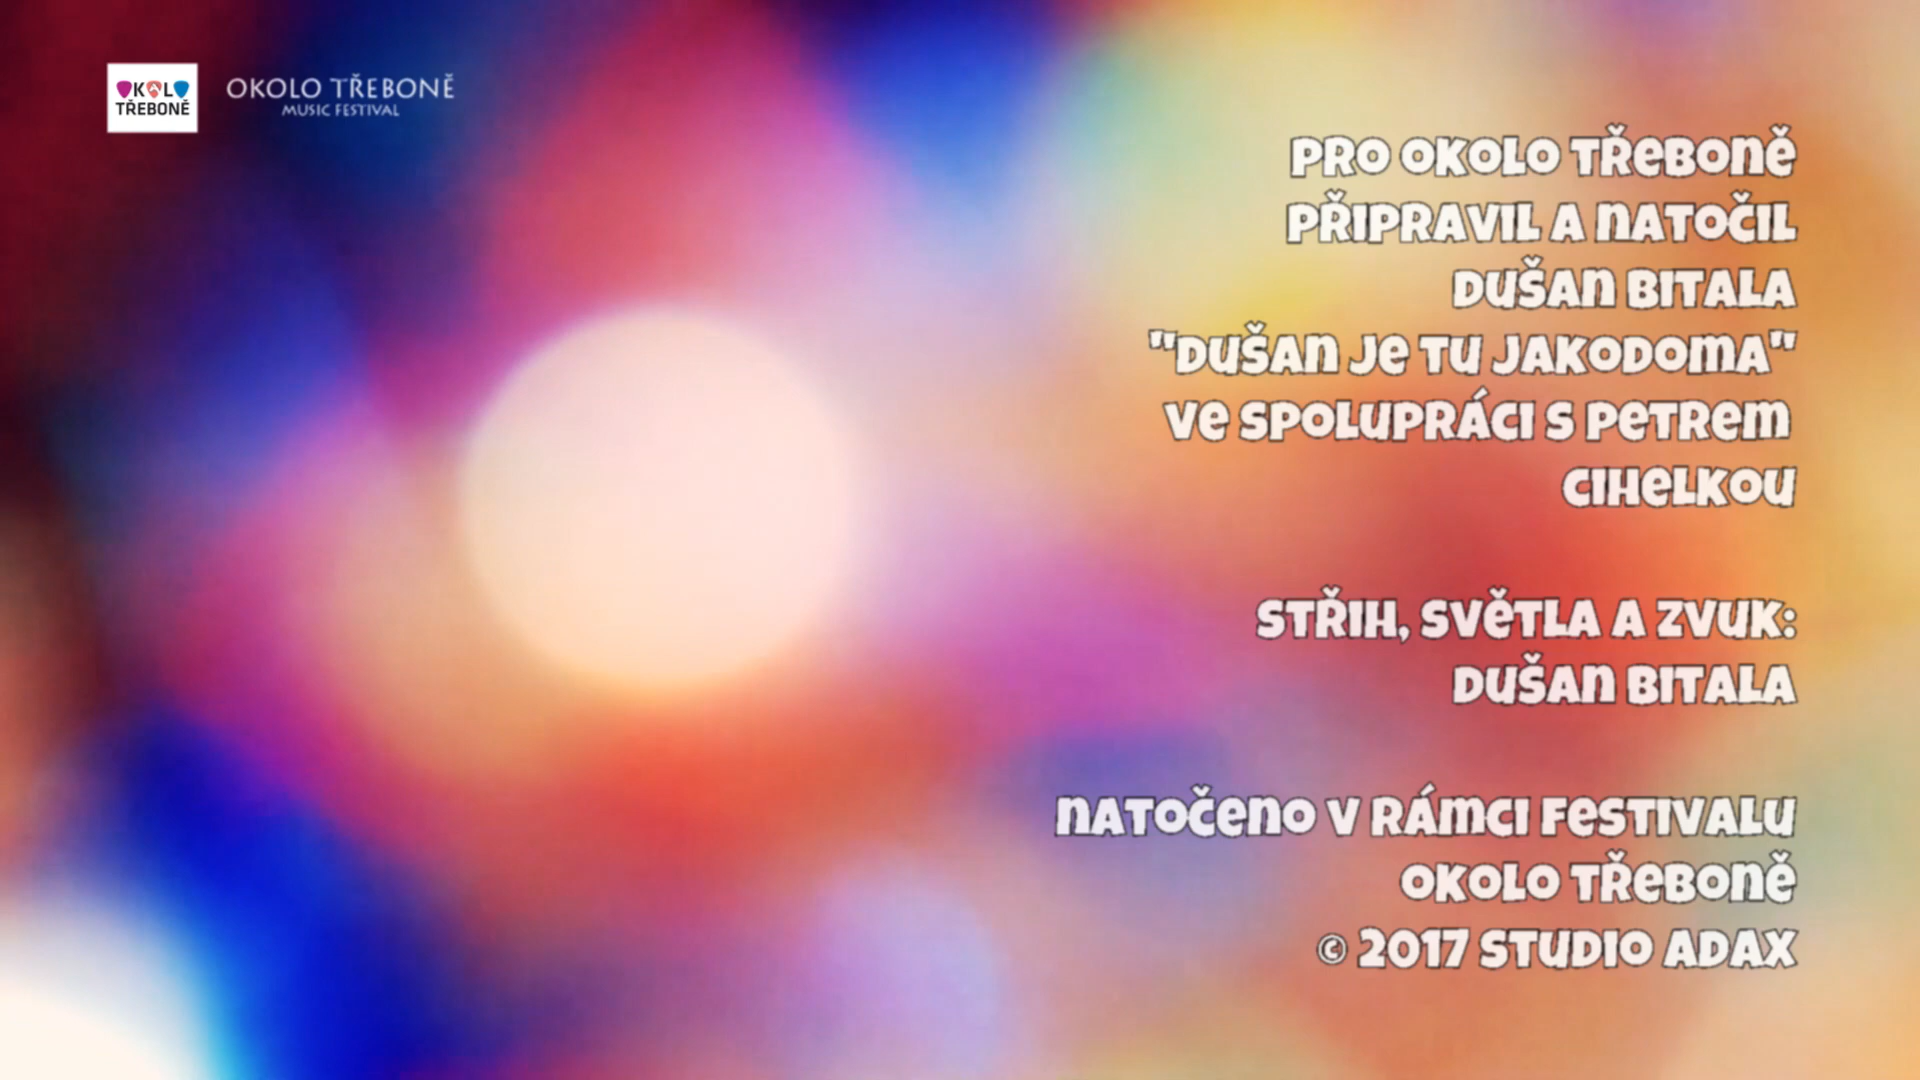 OKOLO
TŘEBONĚ
OKOLO TŘEBONĚ
MUSIC FESTIVAL
PRO OKOLO TŘEBONĚ
PŘIPRAVIL A NATOČIL
DUŠAN BITALA
"DUŠAN JE TU JAKODOMA"
VE SPOLUPRÁCI S PETREM
CIHELKOU
STŘIH, SVĚTLA A ZVUK:
DUŠAN BITALA
NATOČENO V RÁMCI FESTIVALU
OKOLO TŘEBONĚ
© 2017 STUDIO ADAX